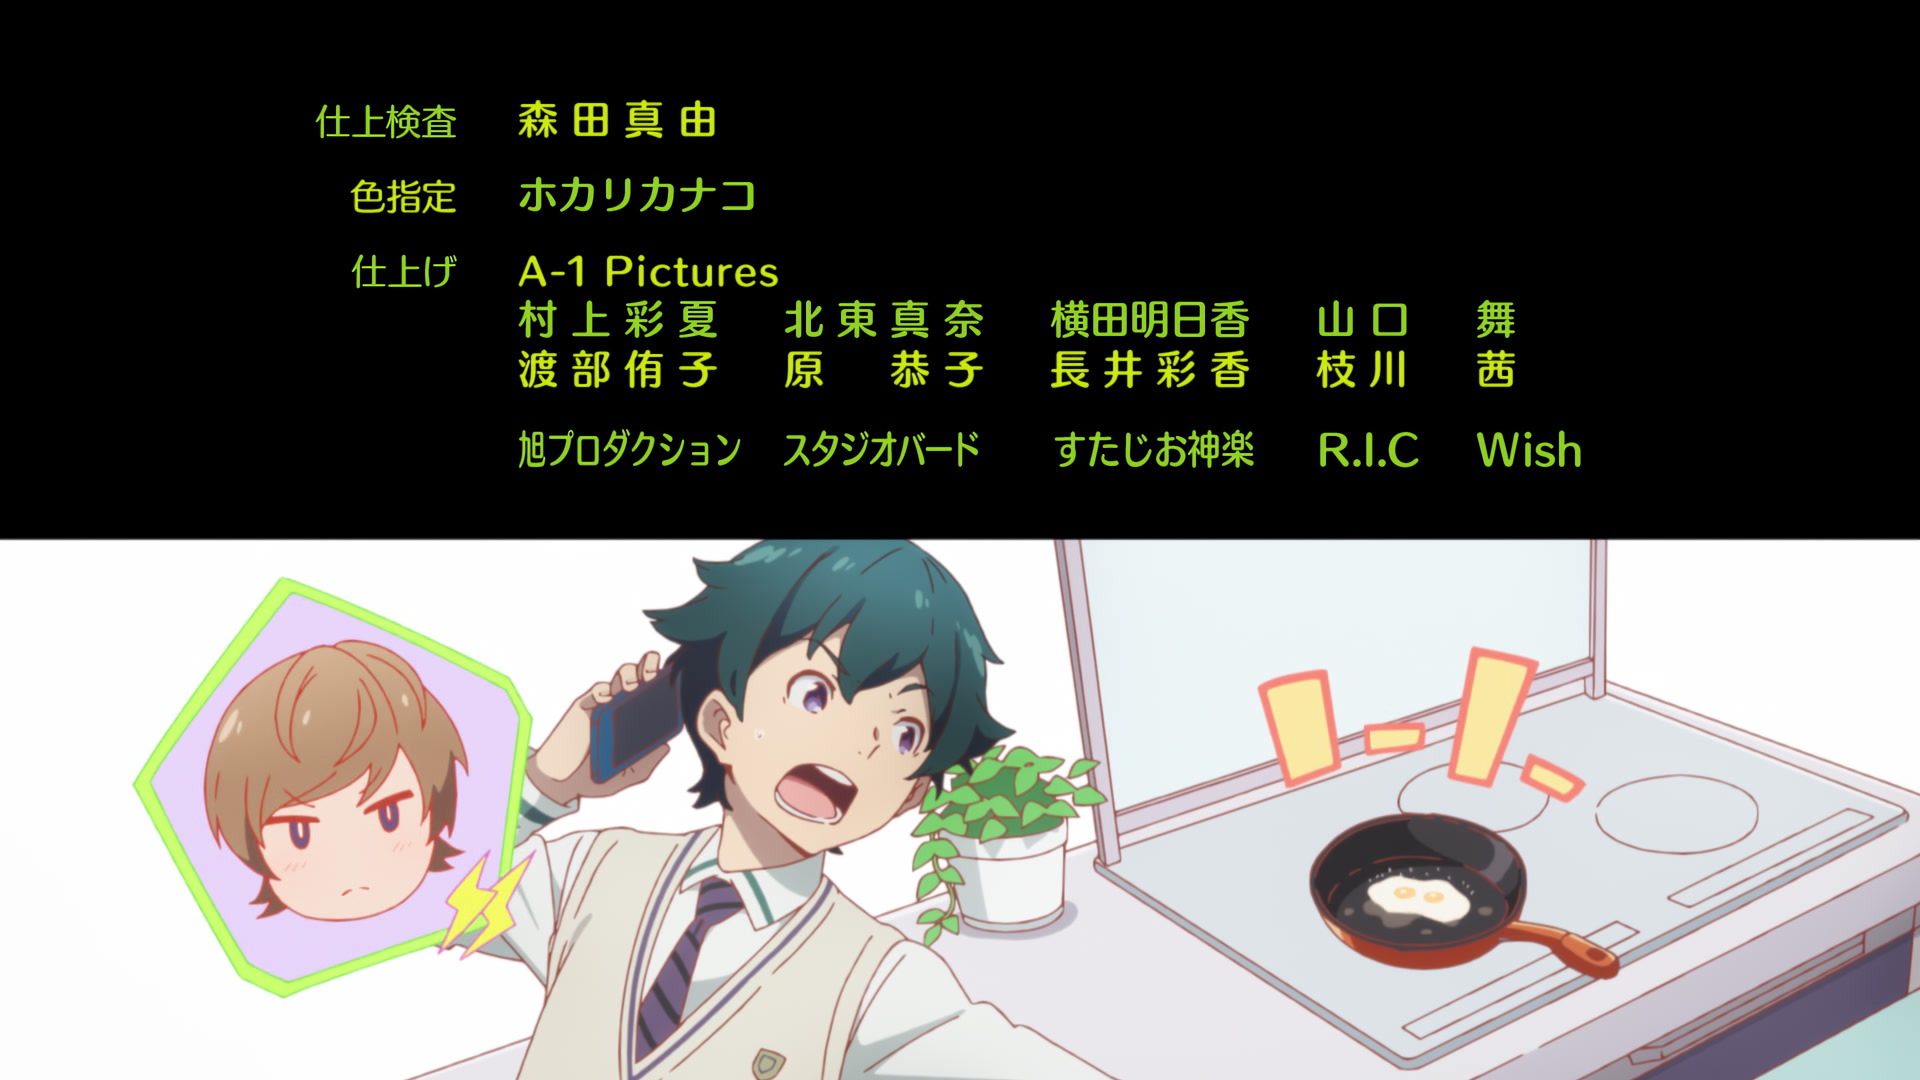 仕上検査 森田真由
色指定 ホカリカナコ
仕上げ A-1 Pictures
村上彩夏 北東真奈 横田明日香 山口 舞
渡部侑子 原 恭子 長井彩香 枝川 茜
旭プロダクション スタジオバード すたじお神楽 R.I.C Wish